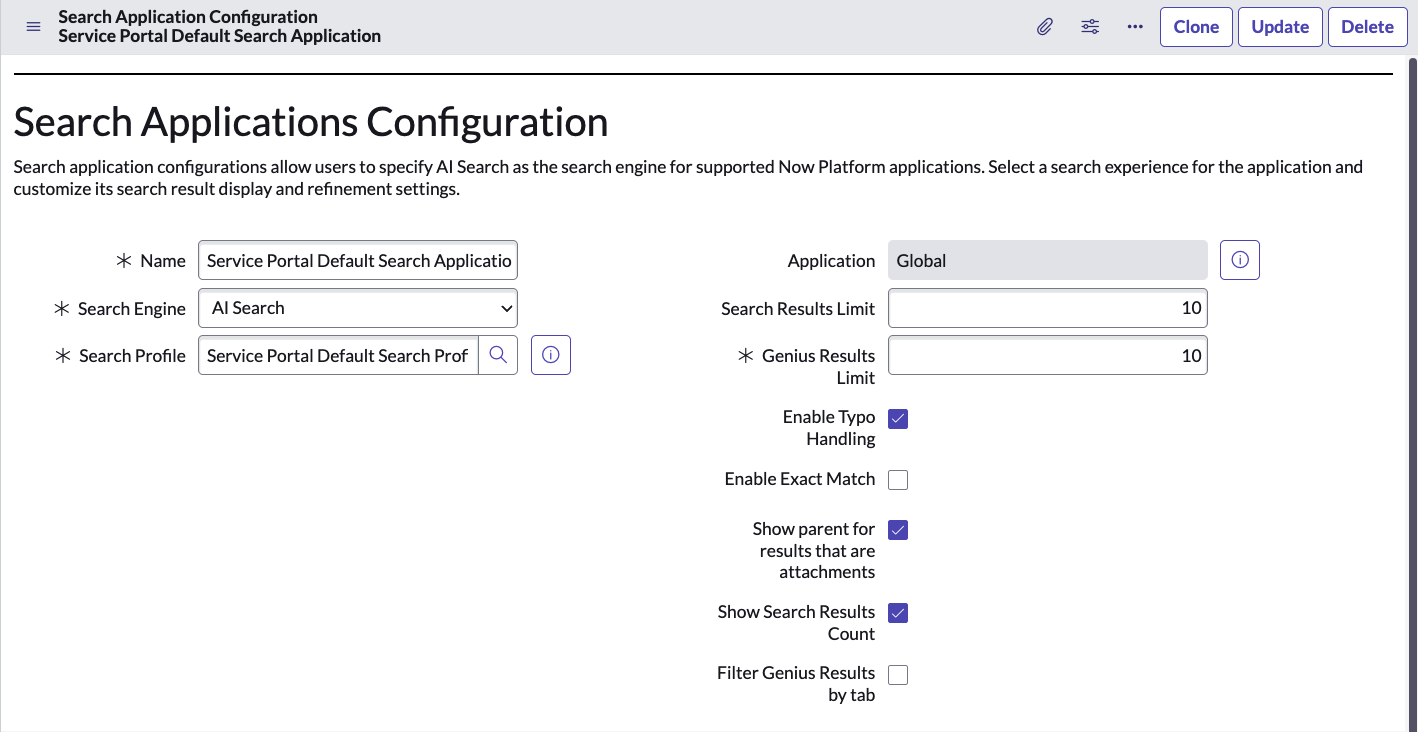 Search Application Configuration
Service Portal Default Search Application
Clone
Update
Delete
Search Applications Configuration
Search application configurations allow users to specify AI Search as the search engine for supported Now Platform applications. Select a search experience for the application and
customize its search result display and refinement settings.
Name
Service Portal Default Search Applicatio
Search Engine
AI Search
Search Profile
Service Portal Default Search Prof
Application
Global
Search Results Limit
10
Genius Results
Limit
10
Enable Typo
Handling
Enable Exact Match
Show parent for
results that are
attachments
Show Search Results
Count
Filter Genius Results
by tab